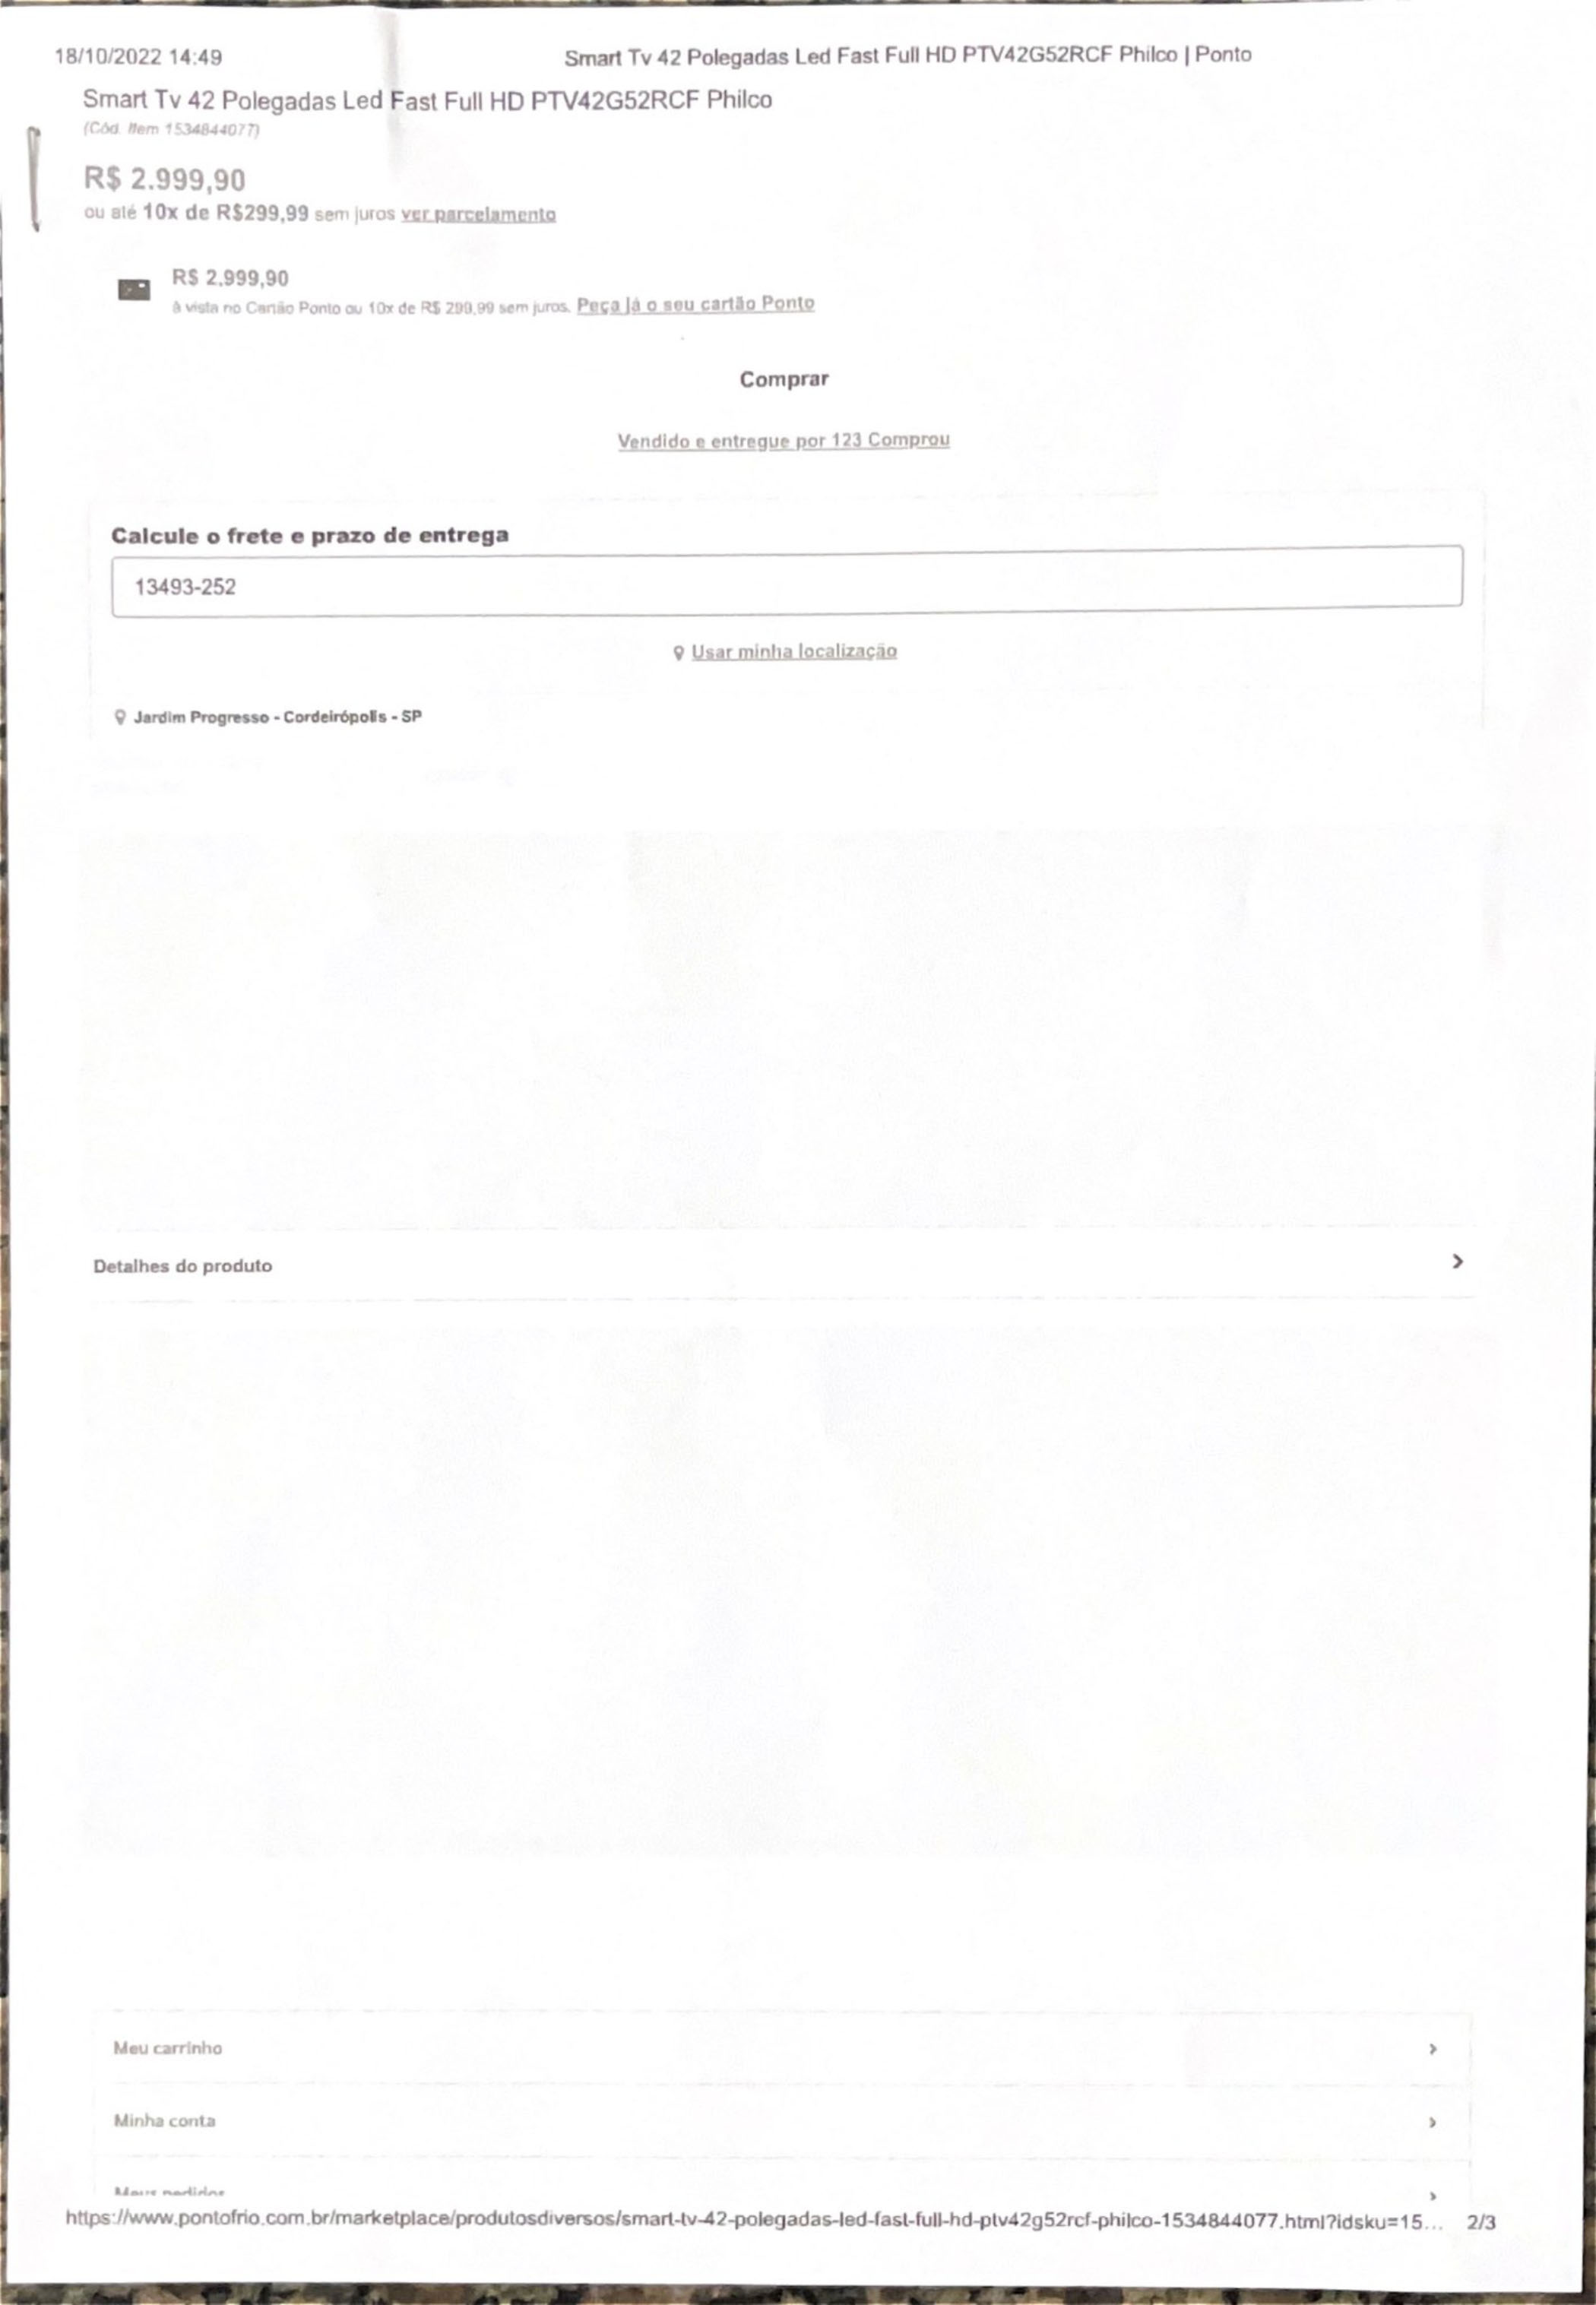 18/10/2022 14:49
Smart Tv 42 Polegadas Led Fast Full HD PTV42G52RCF Philco | Ponto
Smart Tv 42 Polegadas Led Fast Full HD PTV42G52RCF Philco
(Cód. Item 1534844077)
R$ 2.999,90
ou até 10x de R$299,99 sem juros ver parcelamento
R$ 2.999,90
à vista no Cartão Ponto ou 10x de R$ 299,99 sem juros. Peça já o seu cartão Ponto
Comprar
Vendido e entregue por 123 Comprou
Calcule o frete e prazo de entrega
13493-252
Usar minha localização
Jardim Progresso - Cordeirópolis - SP
Detalhes do produto
Meu carrinho
Minha conta
Meus pedidos
https://www.pontofrio.com.br/marketplace/produtosdiversos/smart-tv-42-polegadas-led-fast-full-hd-ptv42g52rcf-philco-1534844077.html?idsku=15... 2/3